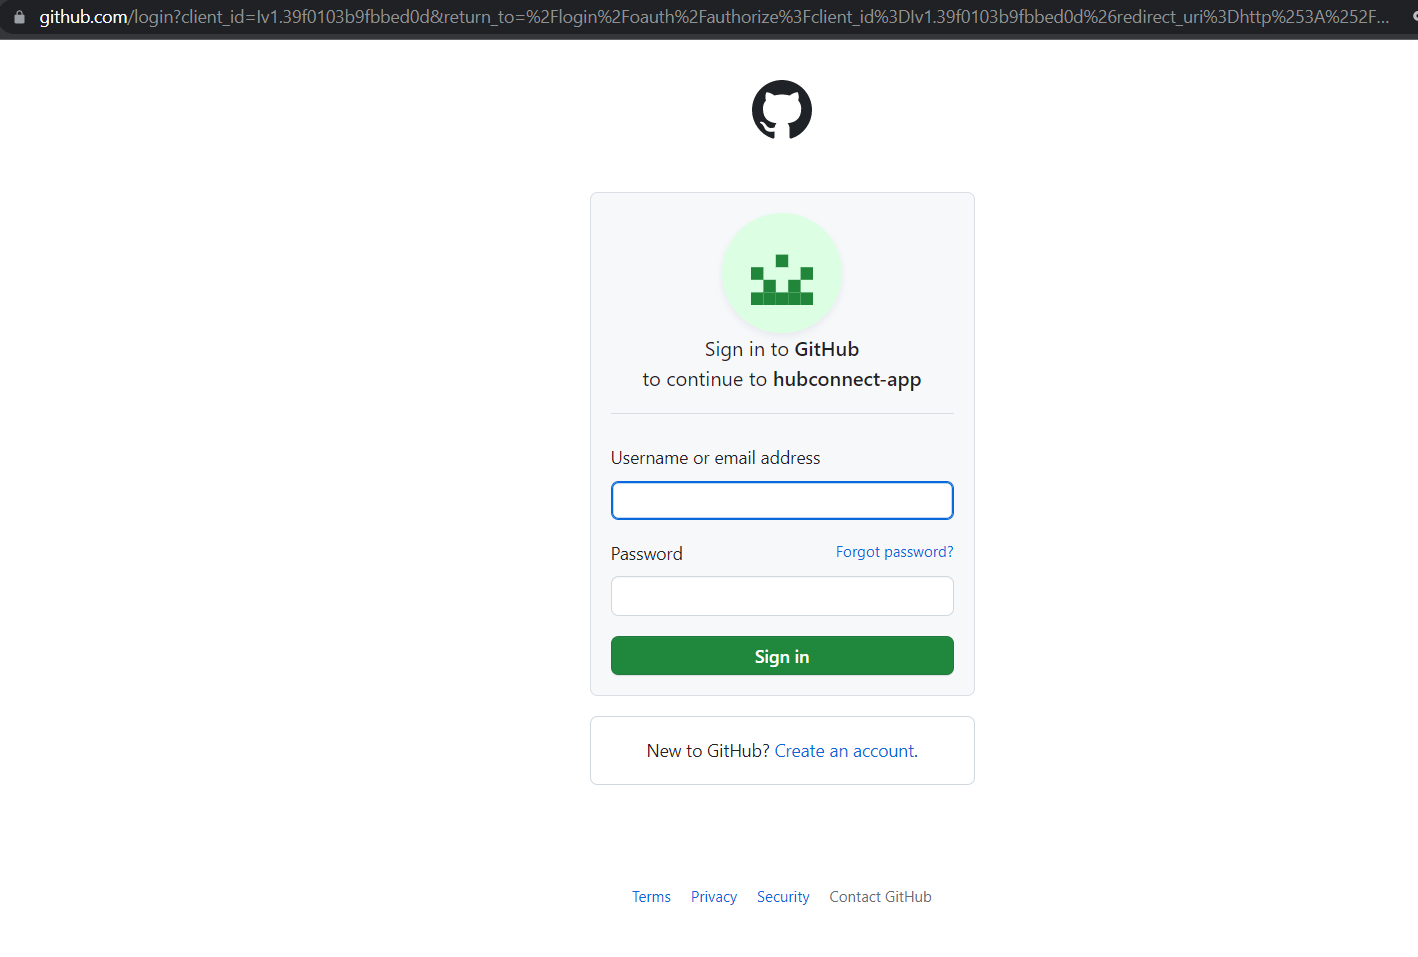 github.com/login?client_id=Iv1.39f0103b9fbbed0d&return_to=%2Flogin%2Foauth%2Fauthorize%3Fclient_id%3DIv1.39f0103b9fbbed0d%26redirect_uri%3Dhttp%253A%252F...
Sign in to GitHub
to continue to hubconnect-app
Username or email address
Password Forgot password?
Sign in
New to GitHub? Create an account.
Terms Privacy Security Contact GitHub